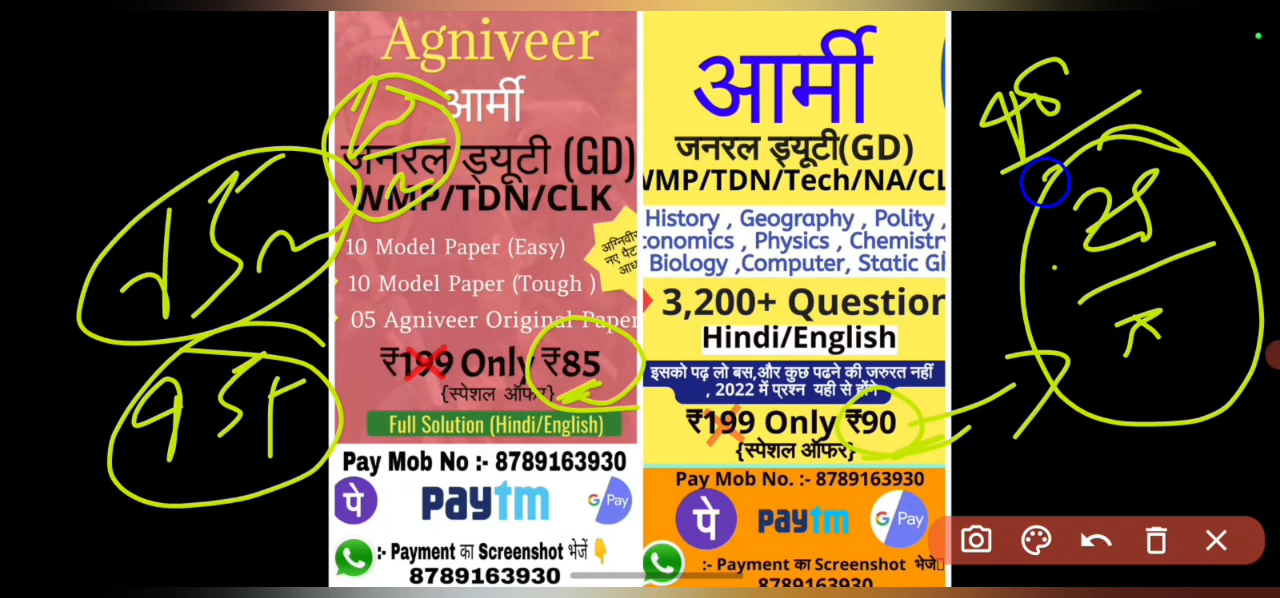 Agniveer
आर्मी
जनरल ड्यूटी (GD)
WMP/TDN/CLK
10 Model Paper (Easy)
10 Model Paper (Tough )
05 Agniveer Original Paper
₹199 Only ₹85
{स्पेशल ऑफर}
Full Solution (Hindi/English)
Pay Mob No :- 8789163930
पे paytm G Pay
:- Payment का Screenshot भेजें 👇
8789163930
आर्मी
जनरल ड्यूटी(GD)
WMP/TDN/Tech/NA/CL
History , Geography , Polity ,
conomics , Physics , Chemistr
Biology ,Computer, Static G
3,200+ Question
Hindi/English
इसको पढ़ लो बस,और कुछ पढने की जरुरत नहीं
, 2022 में प्रश्न यही से होंगे
₹199 Only ₹90
{स्पेशल ऑफर}
Pay Mob No. :- 8789163930
पे paytm G Pay
:- Payment का Screenshot भेजे
8789163930
48
28